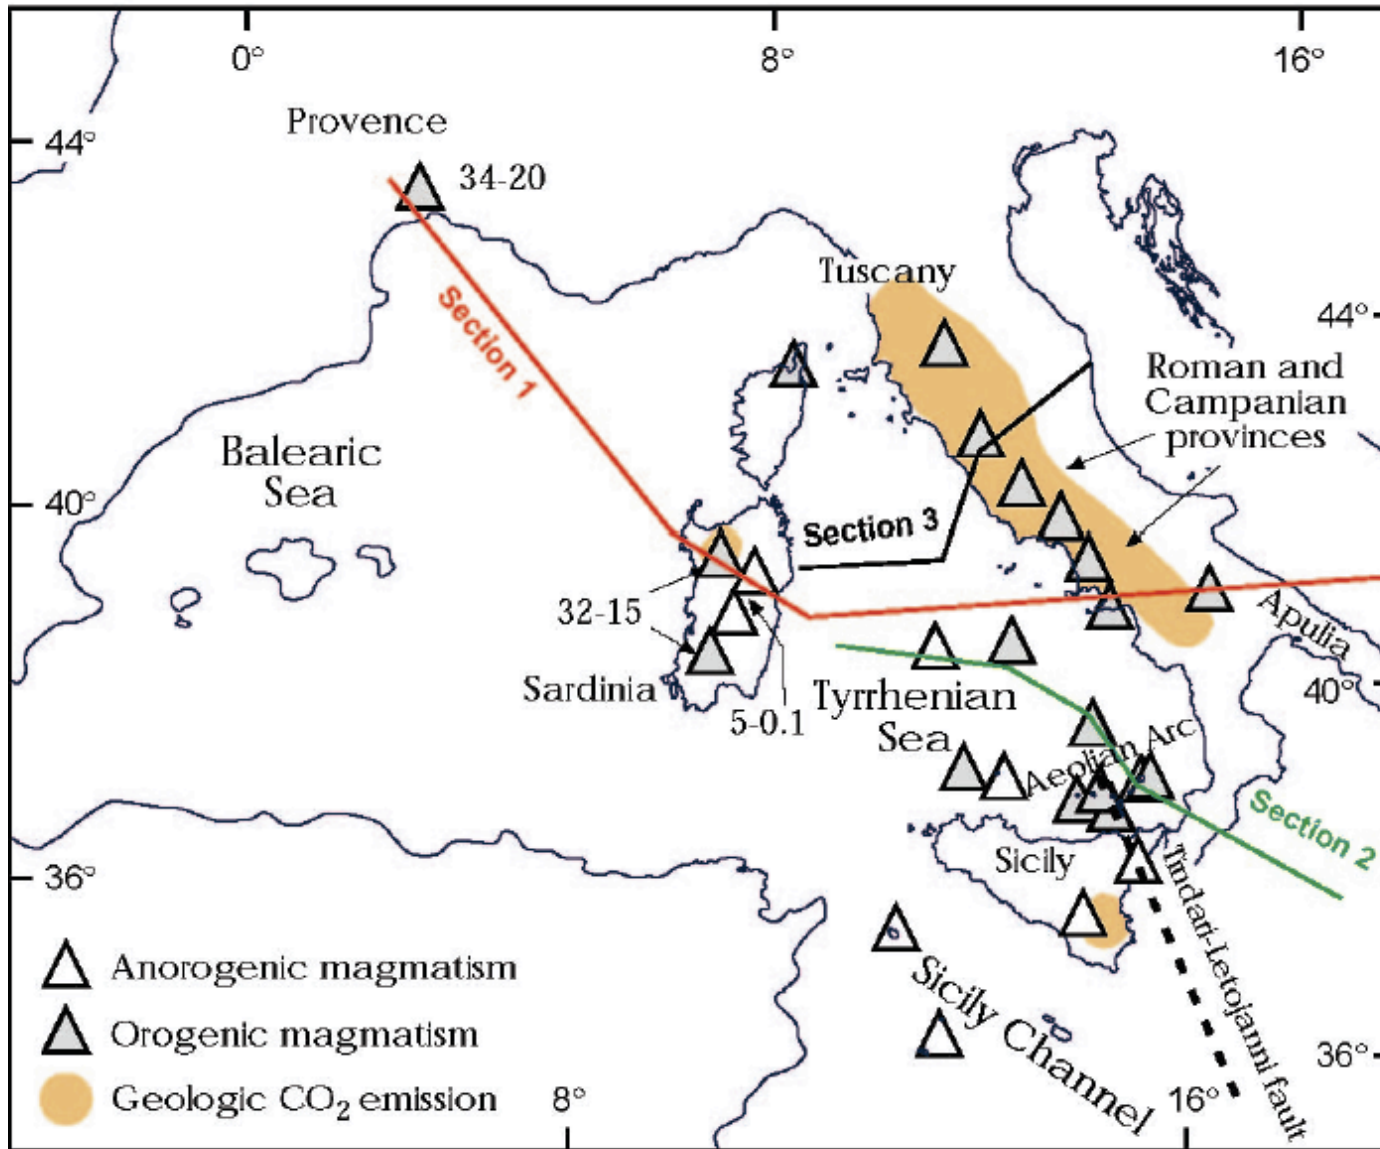 0°
8°
16°
Provence
44°
34-20
Tuscany
44°
Section 1
Roman and
Campanian
provinces
Balearic
Sea
40°
Section 3
32-15
Apulia
Sardinia
5-0.1
Tyrrhenian
Sea
40°
Aeolian Arc
Section 2
Sicily
36°
Tindari-Letojanni fault
Anorogenic magmatism
Sicily Channel
Orogenic magmatism
36°
Geologic CO₂ emission
8°
16°